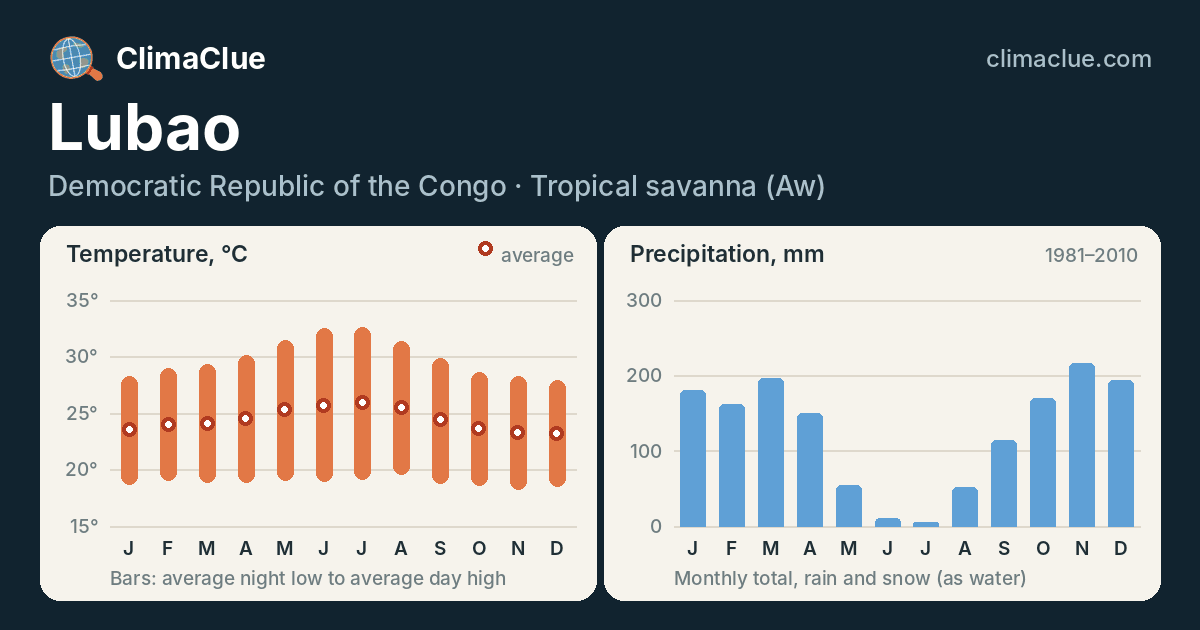 ClimaClue
climaclue.com
Lubao
Democratic Republic of the Congo · Tropical savanna (Aw)
Temperature, °C
average
35°
30°
25°
20°
15°
J F M A M J J A S O N D
Bars: average night low to average day high
Precipitation, mm
1981–2010
300
200
100
0
J F M A M J J A S O N D
Monthly total, rain and snow (as water)